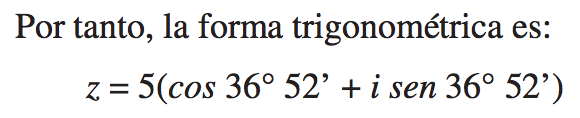 Por tanto, la forma trigonométrica es:
z = 5(cos 36° 52’ + i sen 36° 52’)